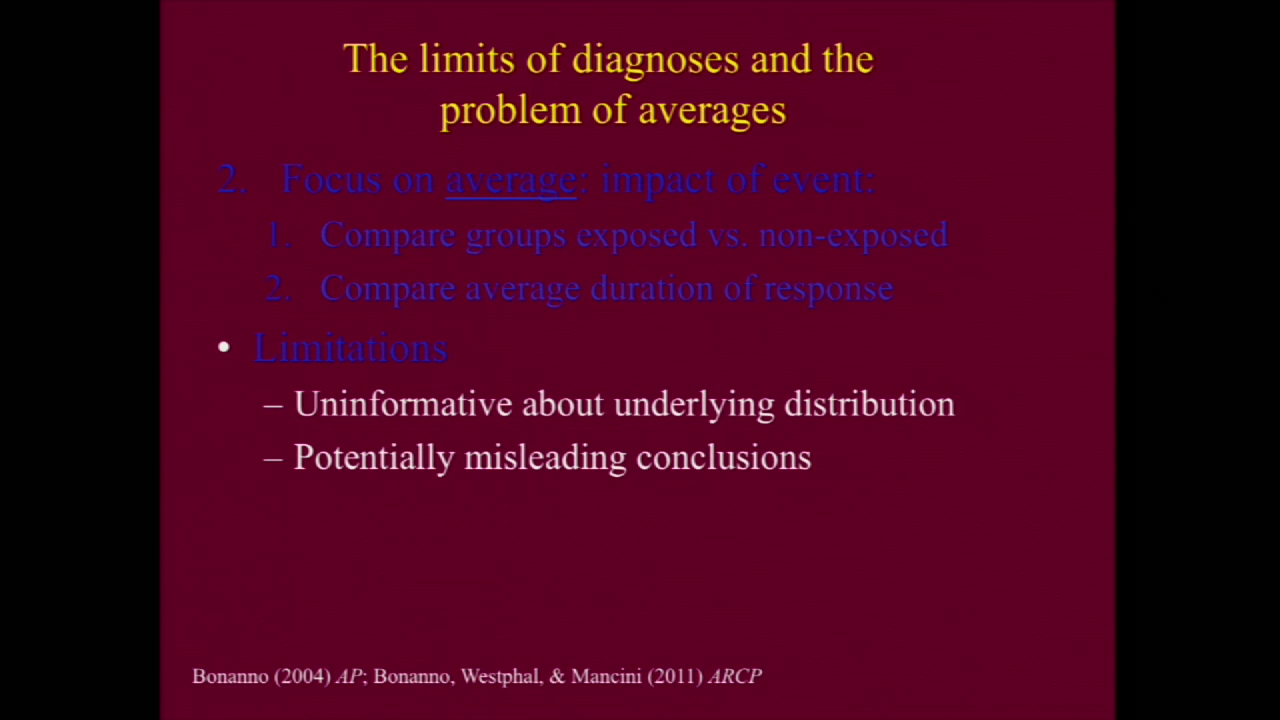 The limits of diagnoses and the
problem of averages
2. Focus on average: impact of event:
1. Compare groups exposed vs. non-exposed
2. Compare average duration of response
• Limitations
– Uninformative about underlying distribution
– Potentially misleading conclusions
Bonanno (2004) AP; Bonanno, Westphal, & Mancini (2011) ARCP